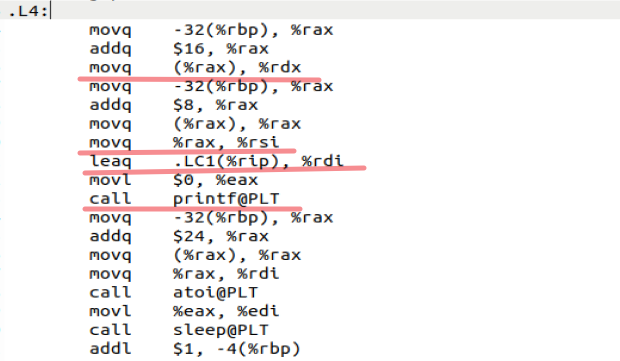 .L4:
movq -32(%rbp), %rax
addq $16, %rax
movq (%rax), %rdx
movq -32(%rbp), %rax
addq $8, %rax
movq (%rax), %rax
movq %rax, %rsi
leaq .LC1(%rip), %rdi
movl $0, %eax
call printf@PLT
movq -32(%rbp), %rax
addq $24, %rax
movq (%rax), %rax
movq %rax, %rdi
call atoi@PLT
movl %eax, %edi
call sleep@PLT
addl $1, -4(%rbp)